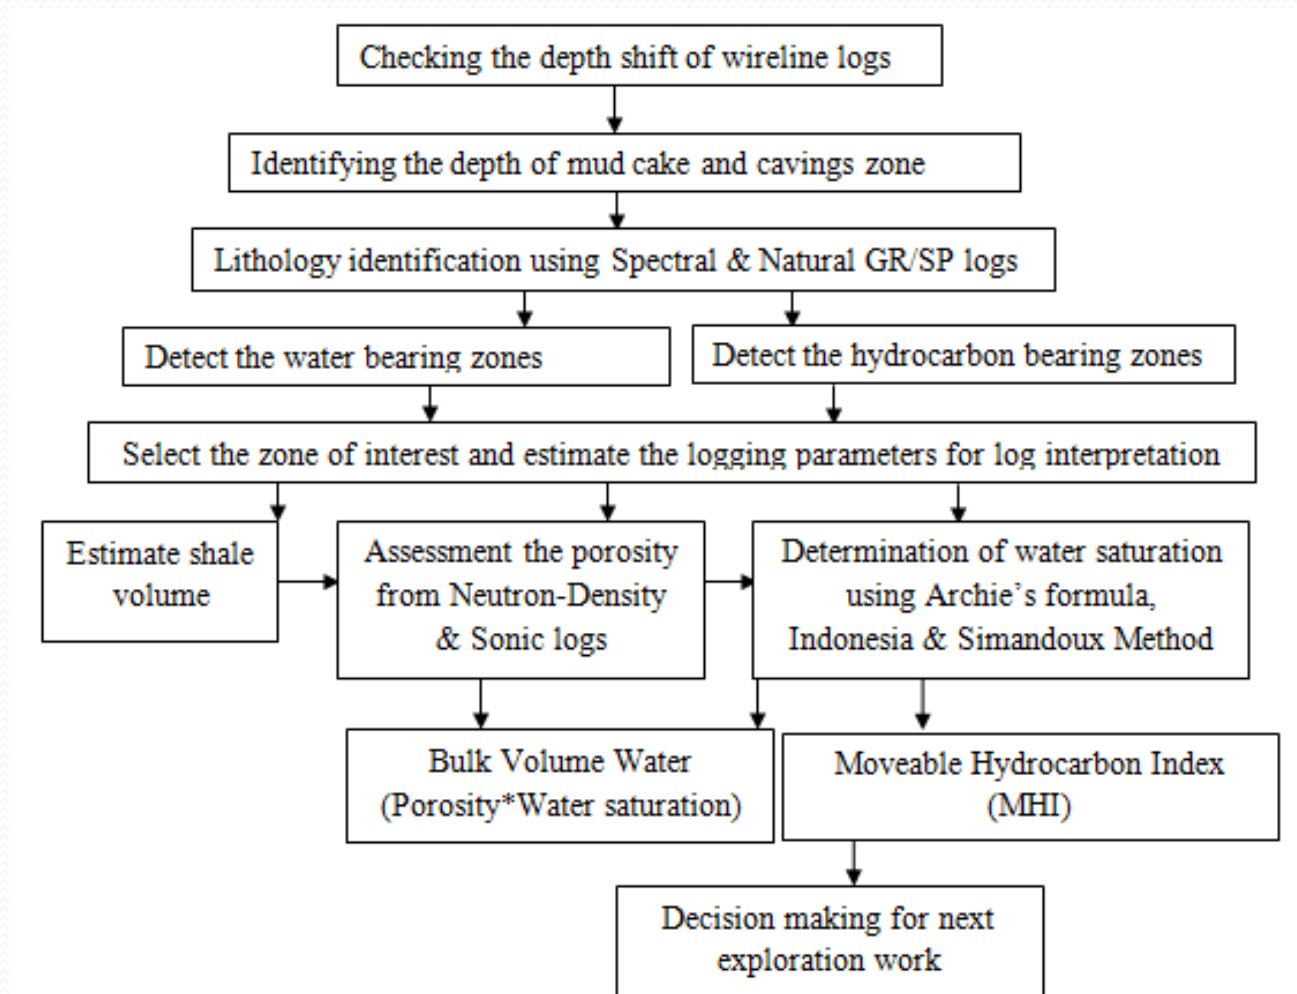 Checking the depth shift of wireline logs
Identifying the depth of mud cake and cavings zone
Lithology identification using Spectral & Natural GR/SP logs
Detect the water bearing zones
Detect the hydrocarbon bearing zones
Select the zone of interest and estimate the logging parameters for log interpretation
Estimate shale
volume
Assessment the porosity
from Neutron-Density
& Sonic logs
Determination of water saturation
using Archie’s formula,
Indonesia & Simandoux Method
Bulk Volume Water
(Porosity*Water saturation)
Moveable Hydrocarbon Index
(MHI)
Decision making for next
exploration work